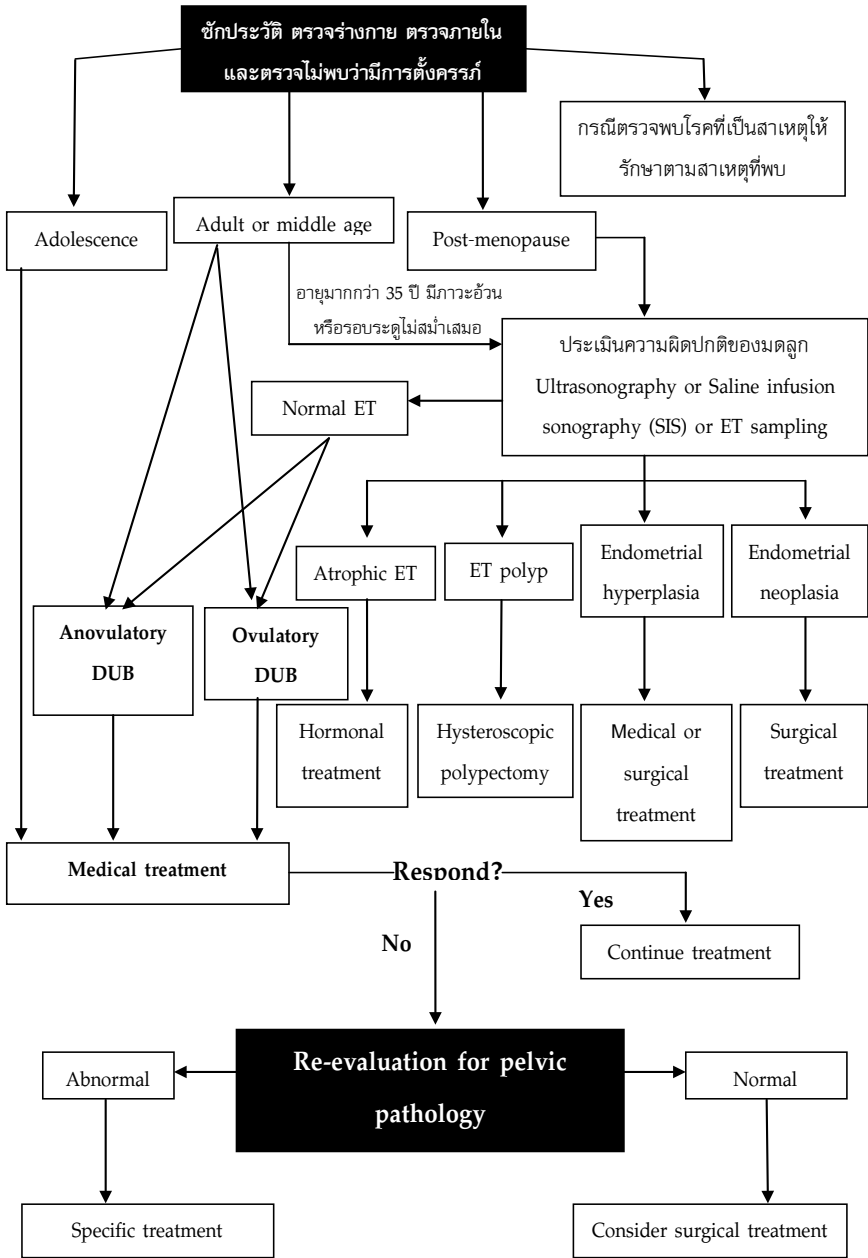 ซักประวัติ ตรวจร่างกาย ตรวจภายใน
และตรวจไม่พบว่ามีการตั้งครรภ์
กรณีตรวจพบโรคที่เป็นสาเหตุให้
รักษาตามสาเหตุที่พบ
Adolescence
Adult or middle age
Post-menopause
อายุมากกว่า 35 ปี มีภาวะอ้วน
หรือรอบระดูไม่สม่ำเสมอ
ประเมินความผิดปกติของมดลูก
Ultrasonography or Saline infusion
sonography (SIS) or ET sampling
Normal ET
Atrophic ET
ET polyp
Endometrial
hyperplasia
Endometrial
neoplasia
Anovulatory
DUB
Ovulatory
DUB
Hormonal
treatment
Hysteroscopic
polypectomy
Medical or
surgical
treatment
Surgical
treatment
Medical treatment
Respond?
Yes
No
Continue treatment
Re-evaluation for pelvic
pathology
Abnormal
Normal
Specific treatment
Consider surgical treatment